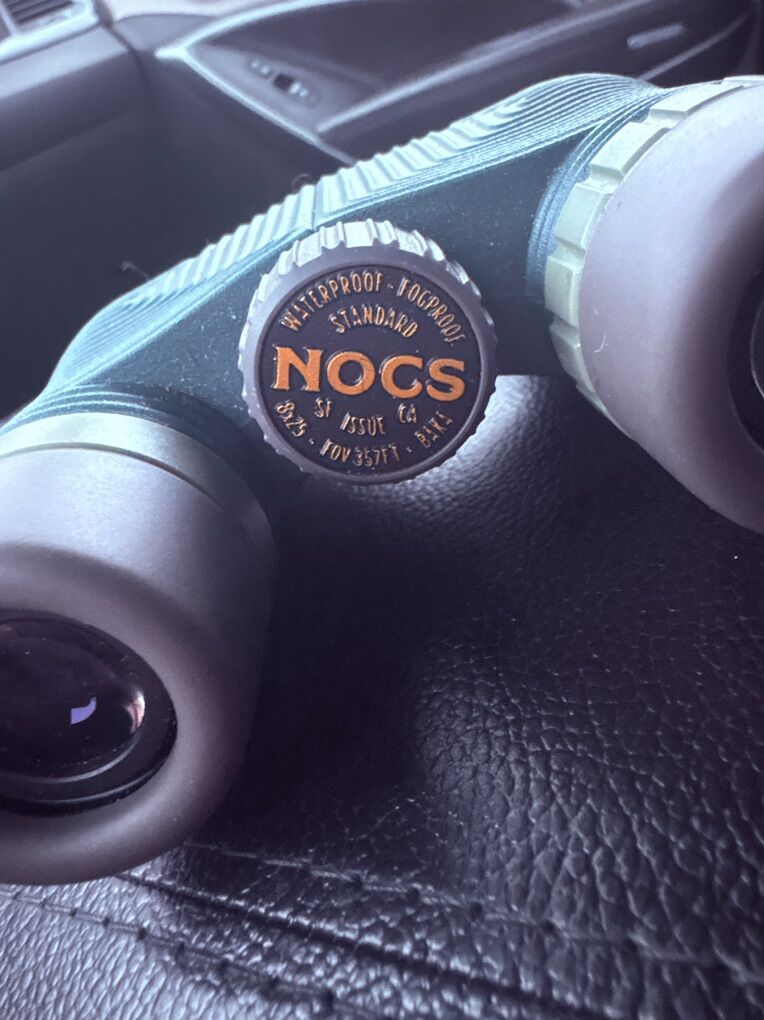 WATERPROOF - FOGPROOF
STANDARD
NOCS
SF ISSUE CA
8x25 - FOV 357FT - BAK4